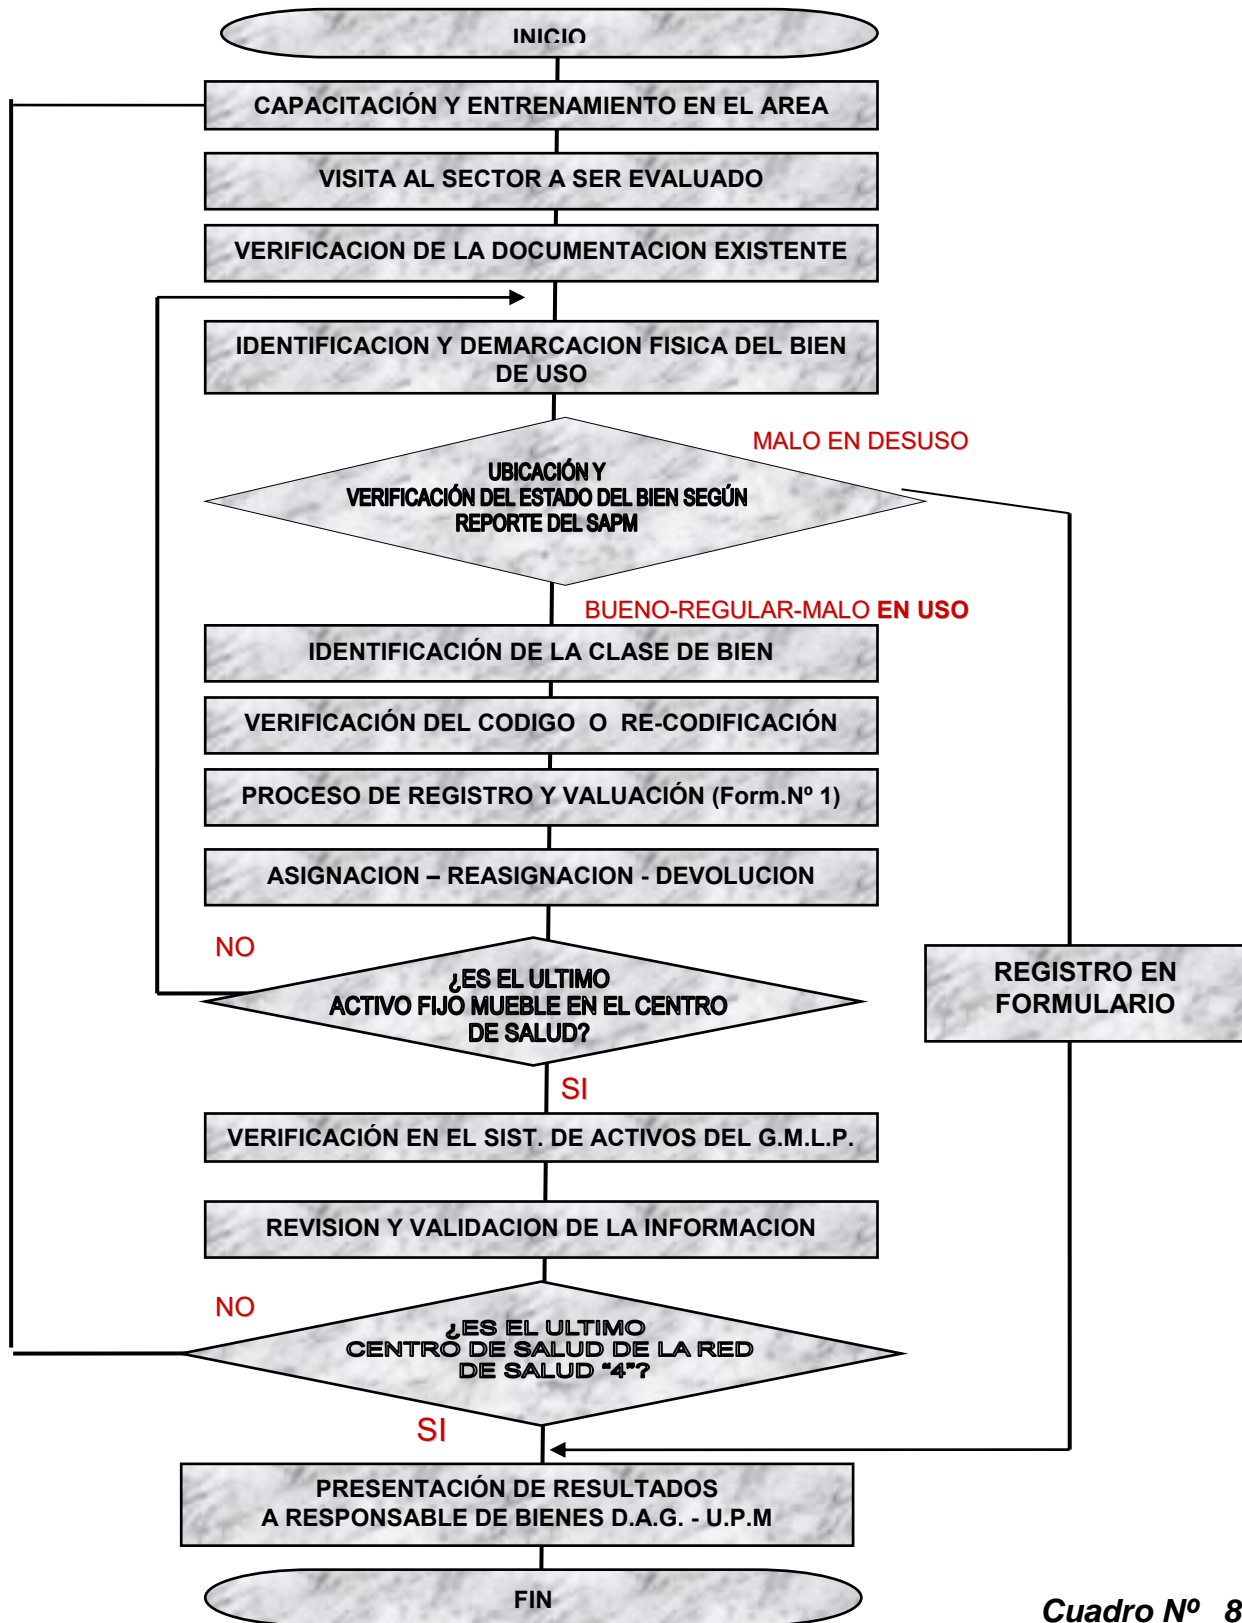 INICIO
CAPACITACIÓN Y ENTRENAMIENTO EN EL AREA
VISITA AL SECTOR A SER EVALUADO
VERIFICACION DE LA DOCUMENTACION EXISTENTE
IDENTIFICACION Y DEMARCACION FISICA DEL BIEN
DE USO
MALO EN DESUSO
UBICACIÓN Y
VERIFICACIÓN DEL ESTADO DEL BIEN SEGÚN
REPORTE DEL SAPM
BUENO-REGULAR-MALO EN USO
IDENTIFICACIÓN DE LA CLASE DE BIEN
VERIFICACIÓN DEL CODIGO O RE-CODIFICACIÓN
PROCESO DE REGISTRO Y VALUACIÓN (Form.Nº 1)
ASIGNACION – REASIGNACION - DEVOLUCION
NO
¿ES EL ULTIMO
ACTIVO FIJO MUEBLE EN EL CENTRO
DE SALUD?
REGISTRO EN
FORMULARIO
SI
VERIFICACIÓN EN EL SIST. DE ACTIVOS DEL G.M.L.P.
REVISION Y VALIDACION DE LA INFORMACION
NO
¿ES EL ULTIMO
CENTRO DE SALUD DE LA RED
DE SALUD “4”?
SI
PRESENTACIÓN DE RESULTADOS
A RESPONSABLE DE BIENES D.A.G. - U.P.M
FIN
Cuadro Nº 8